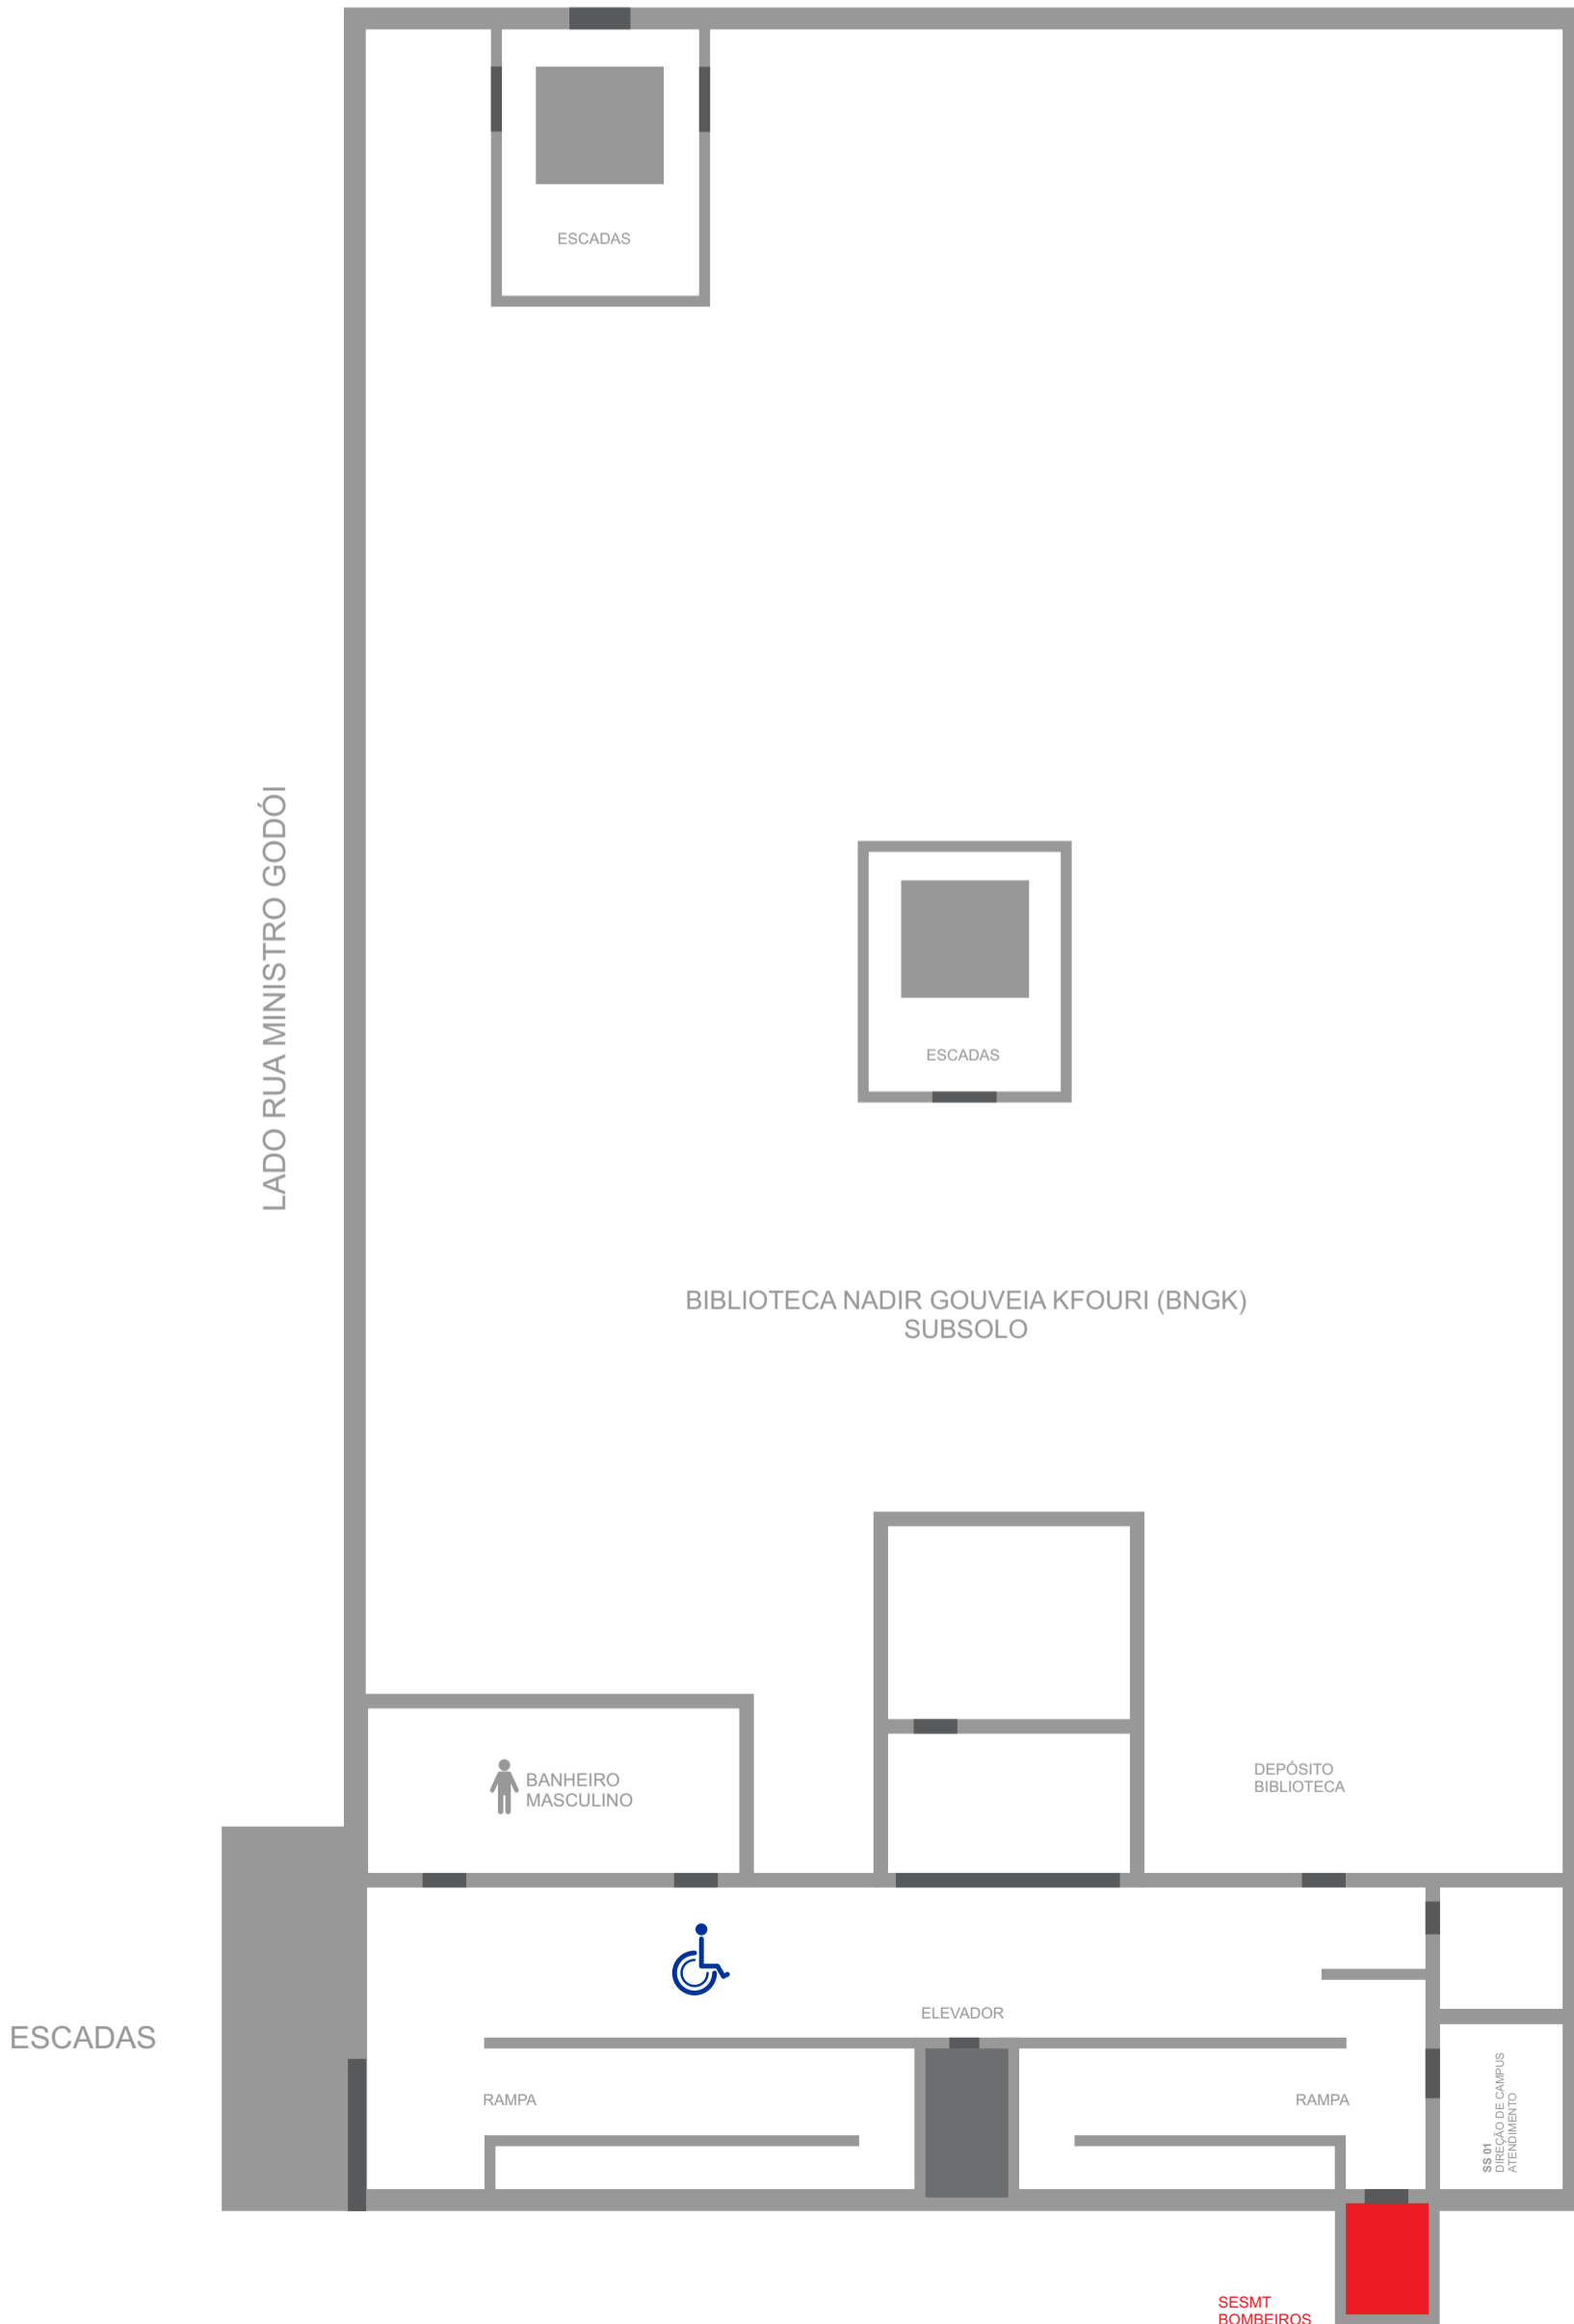 ESCADAS
LADO RUA MINISTRO GODÓI
ESCADAS
BIBLIOTECA NADIR GOUVEIA KFOURI (BNGK)
SUBSOLO
BANHEIRO
MASCULINO
DEPÓSITO
BIBLIOTECA
ELEVADOR
ESCADAS
RAMPA
RAMPA
SS 01
DIREÇÃO DE CAMPUS
ATENDIMENTO
SESMT
BOMBEIROS